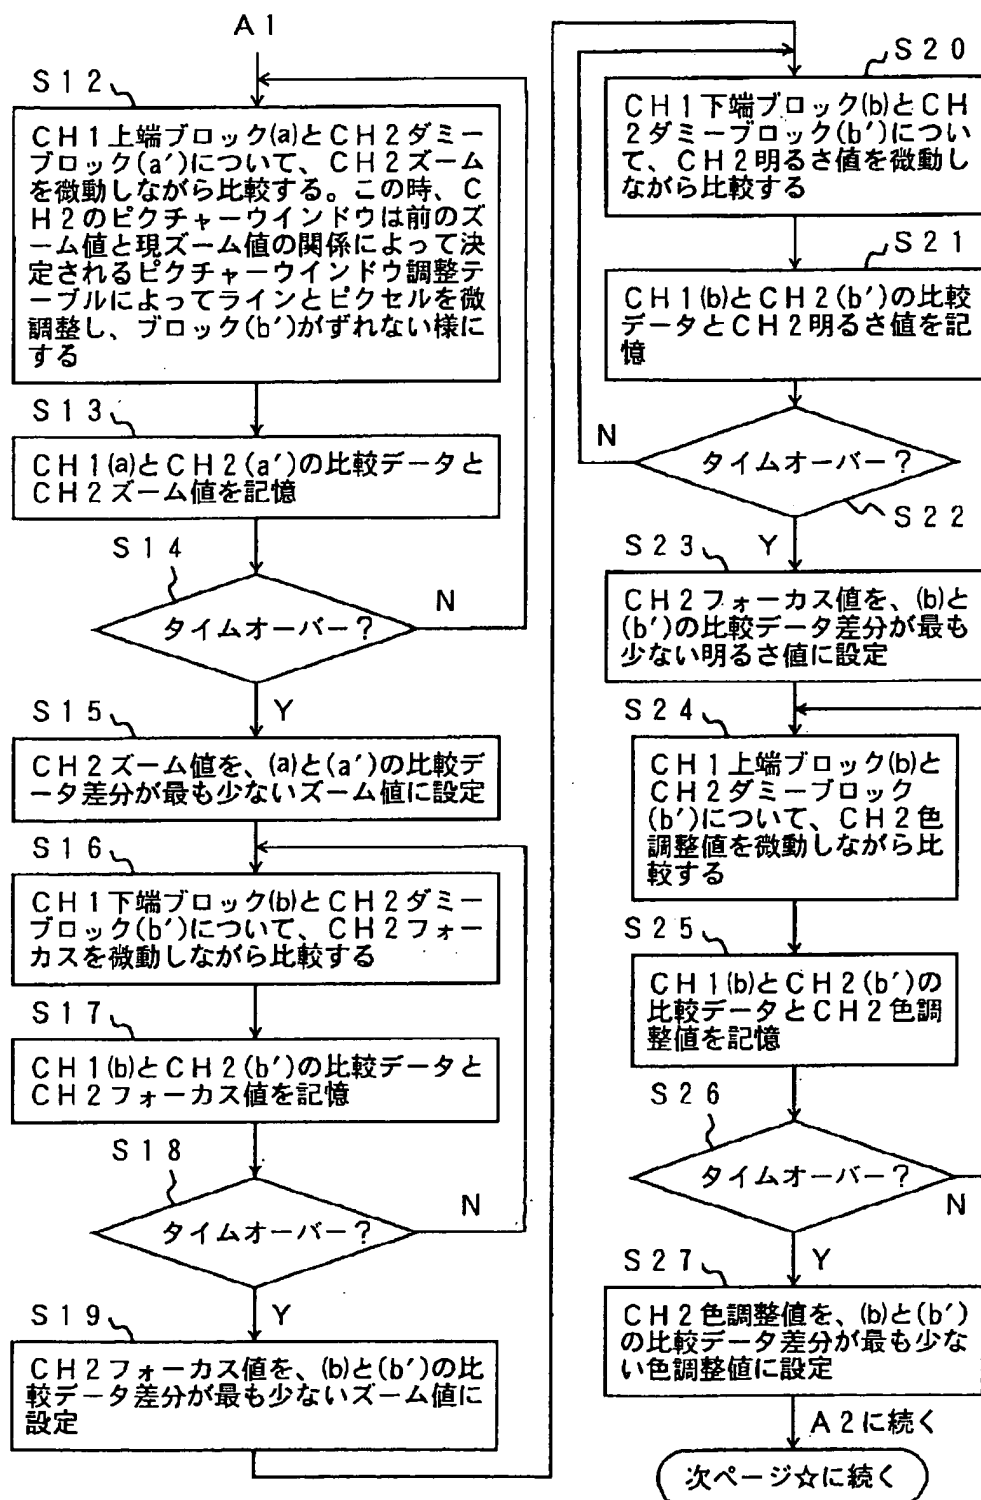 A1
S12
CH1上端ブロック(a)とCH2ダミー
ブロック(a′)について、CH2ズーム
を微動しながら比較する。この時、C
H2のピクチャーウインドウは前のズ
ーム値と現ズーム値の関係によって決
定されるピクチャーウインドウ調整テ
ーブルによってラインとピクセルを微
調整し、ブロック(b′)がずれない様に
する
S13
CH1(a)とCH2(a′)の比較データと
CH2ズーム値を記憶
S14
タイムオーバー?
N
Y
S15
CH2ズーム値を、(a)と(a′)の比較デ
ータ差分が最も少ないズーム値に設定
S16
CH1下端ブロック(b)とCH2ダミー
ブロック(b′)について、CH2フォー
カスを微動しながら比較する
S17
CH1(b)とCH2(b′)の比較データと
CH2フォーカス値を記憶
S18
タイムオーバー?
N
Y
S19
CH2フォーカス値を、(b)と(b′)の比
較データ差分が最も少ないズーム値に
設定
S20
CH1下端ブロック(b)とCH
2ダミーブロック(b′)につい
て、CH2明るさ値を微動し
ながら比較する
S21
CH1(b)とCH2(b′)の比較
データとCH2明るさ値を記
憶
N
タイムオーバー?
S22
Y
S23
CH2フォーカス値を、(b)と
(b′)の比較データ差分が最も
少ない明るさ値に設定
S24
CH1上端ブロック(b)と
CH2ダミーブロック
(b′)について、CH2色
調整値を微動しながら比
較する
S25
CH1(b)とCH2(b′)の
比較データとCH2色調
整値を記憶
S26
タイムオーバー?
N
Y
S27
CH2色調整値を、(b)と(b′)
の比較データ差分が最も少な
い色調整値に設定
A2に続く
次ページ☆に続く